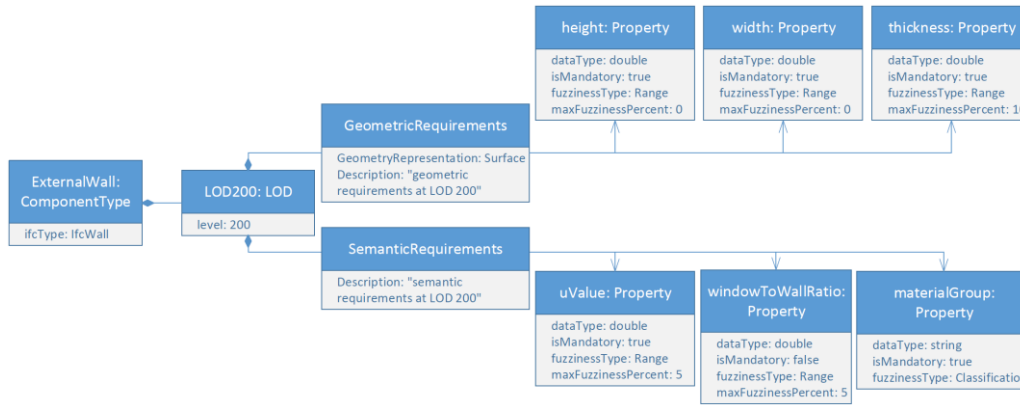 height: Property
dataType: double
isMandatory: true
fuzzinessType: Range
maxFuzzinessPercent: 0
width: Property
dataType: double
isMandatory: true
fuzzinessType: Range
maxFuzzinessPercent: 0
thickness: Property
dataType: double
isMandatory: true
fuzzinessType: Range
maxFuzzinessPercent:
GeometricRequirements
GeometryRepresentation: Surface
Description: "geometric
requirements at LOD 200"
ExternalWall:
ComponentType
ifcType: IfcWall
LOD200: LOD
level: 200
SemanticRequirements
Description: "semantic
requirements at LOD 200"
uValue: Property
dataType: double
isMandatory: true
fuzzinessType: Range
maxFuzzinessPercent: 5
windowToWallRatio:
Property
dataType: double
isMandatory: false
fuzzinessType: Range
maxFuzzinessPercent: 5
materialGroup:
Property
dataType: string
isMandatory: true
fuzzinessType: Classification